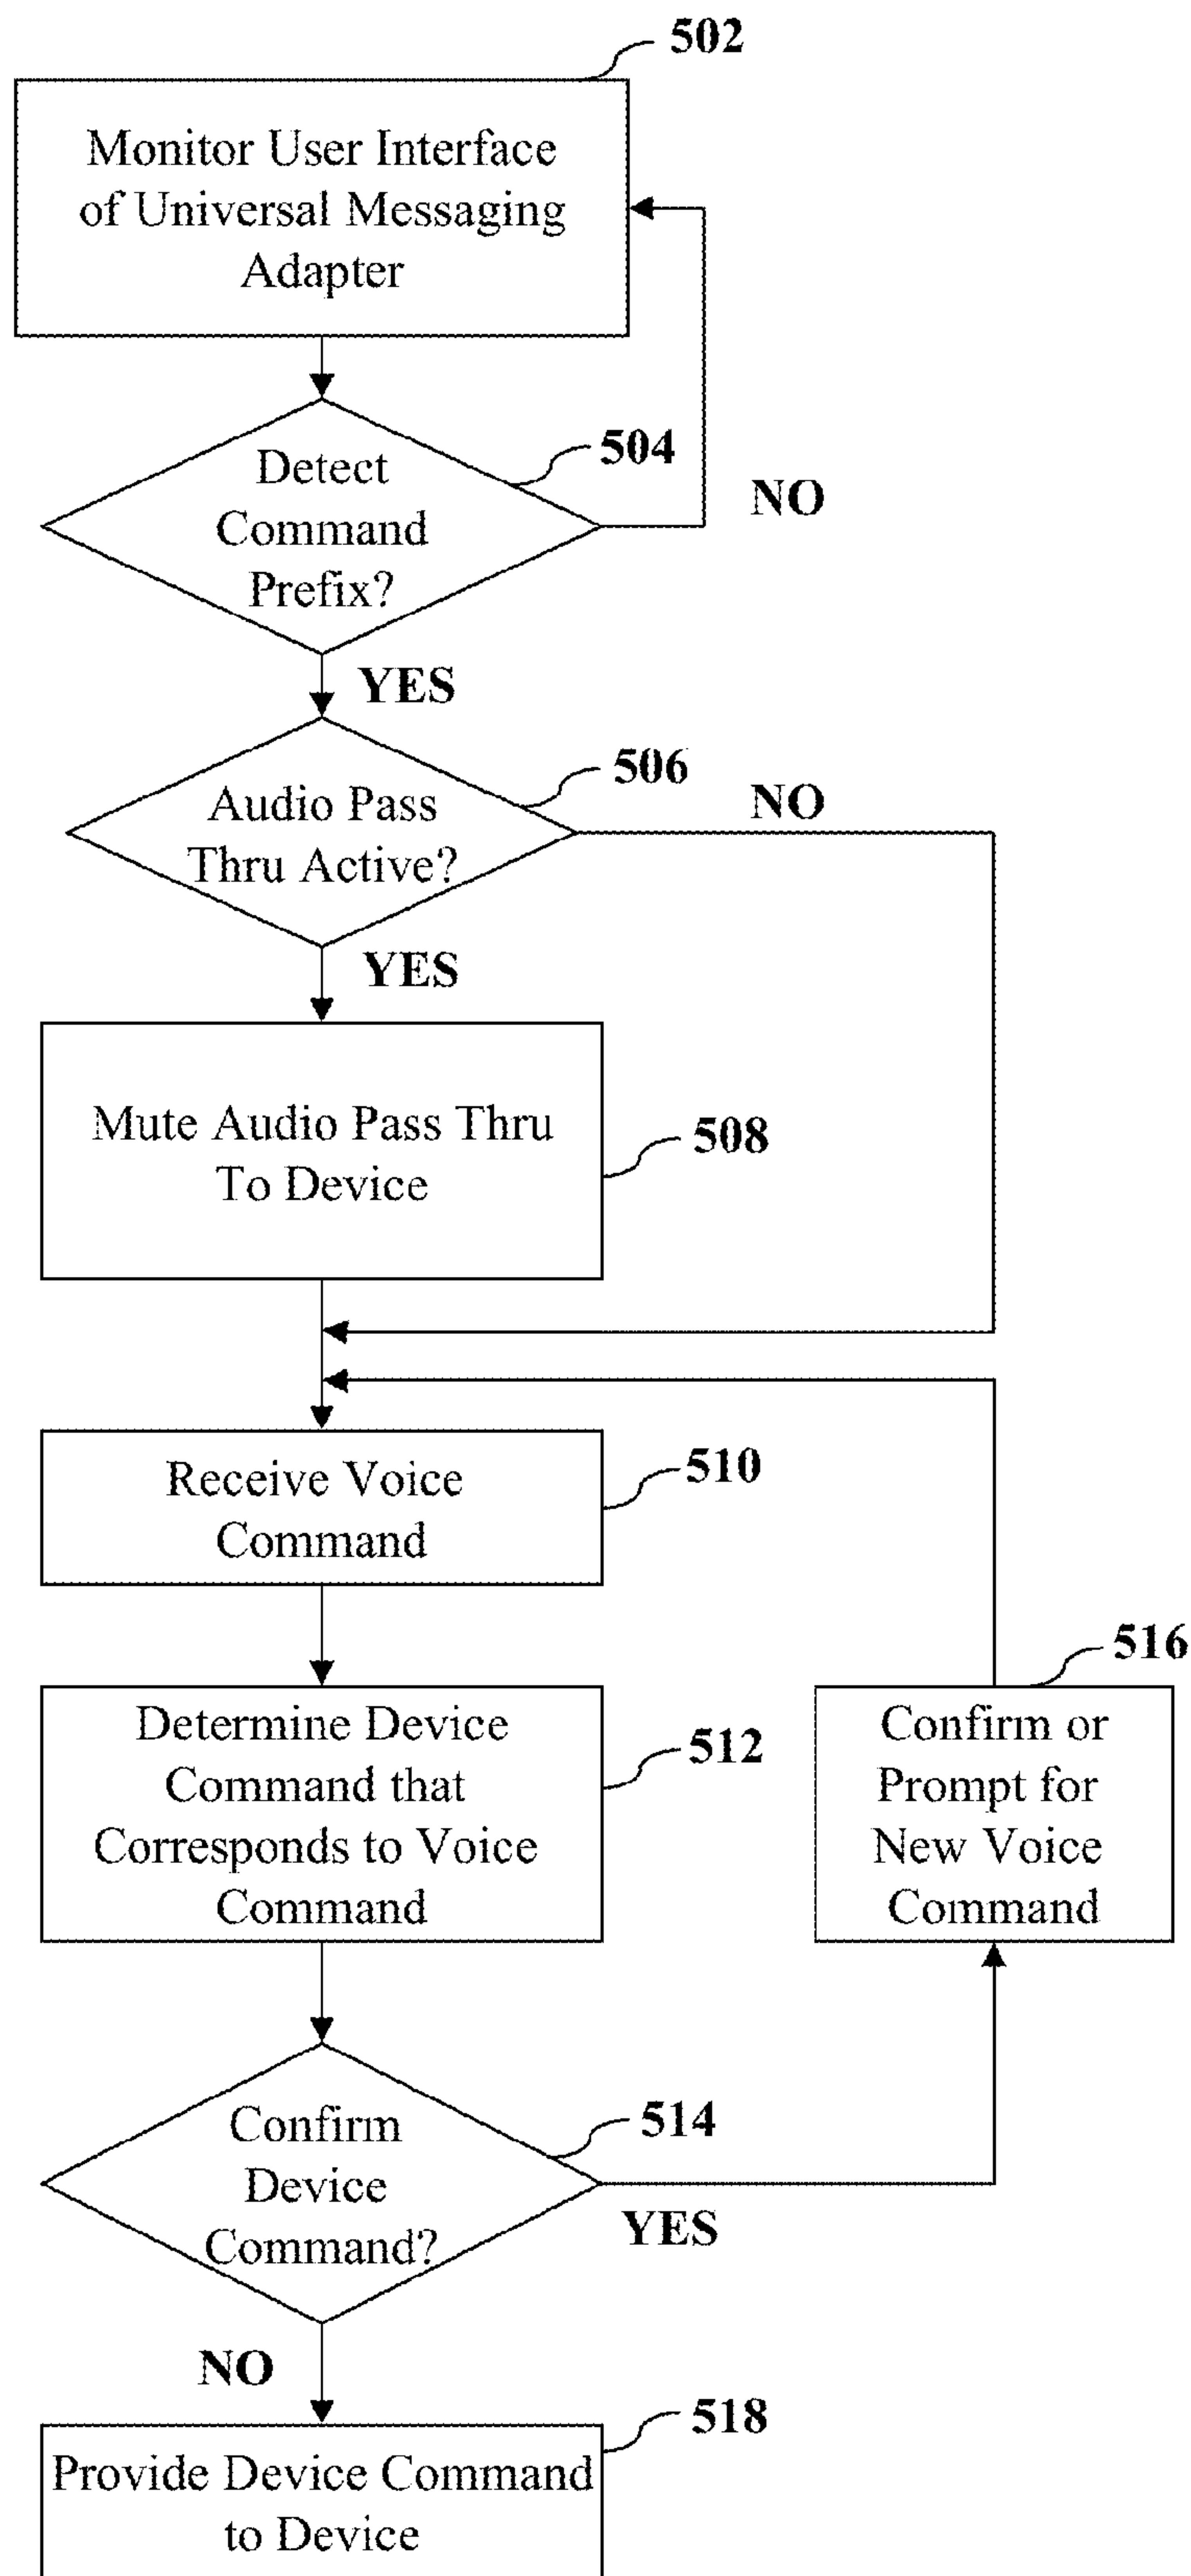 502
Monitor User Interface
of Universal Messaging
Adapter
504
Detect
Command
Prefix?
NO
YES
506
Audio Pass
Thru Active?
NO
YES
Mute Audio Pass Thru
To Device
508
Receive Voice
Command
510
Determine Device
Command that
Corresponds to Voice
Command
512
516
Confirm or
Prompt for
New Voice
Command
Confirm
Device
Command?
514
YES
NO
518
Provide Device Command
to Device